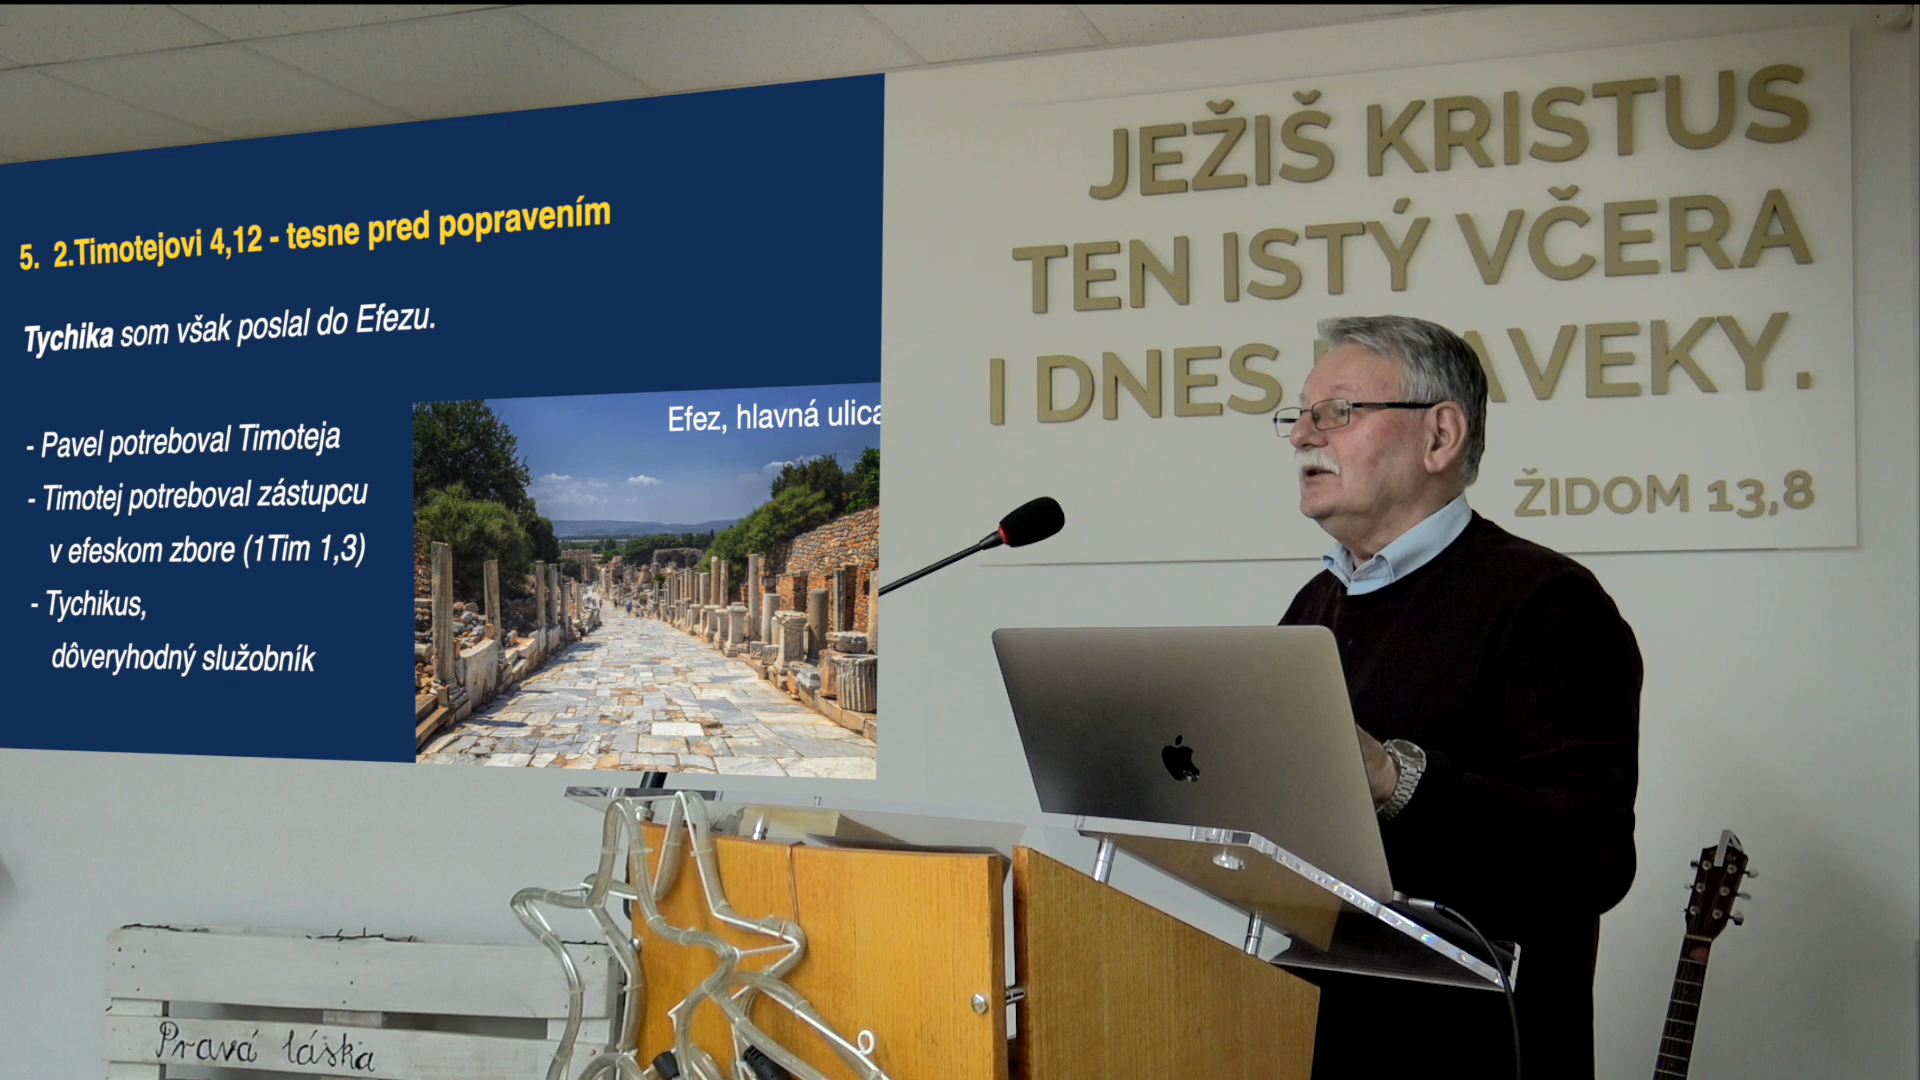 5. 2.Timotejovi 4,12 - tesne pred popravením
Tychika som však poslal do Efezu.
- Pavel potreboval Timoteja
- Timotej potreboval zástupcu
v efeskom zbore (1Tim 1,3)
- Tychikus,
dôveryhodný služobník
Efez, hlavná ulica
JEŽIŠ KRISTUS
TEN ISTÝ VČERA
I DNES AVEKY.
ŽIDOM 13,8
Pravá láska